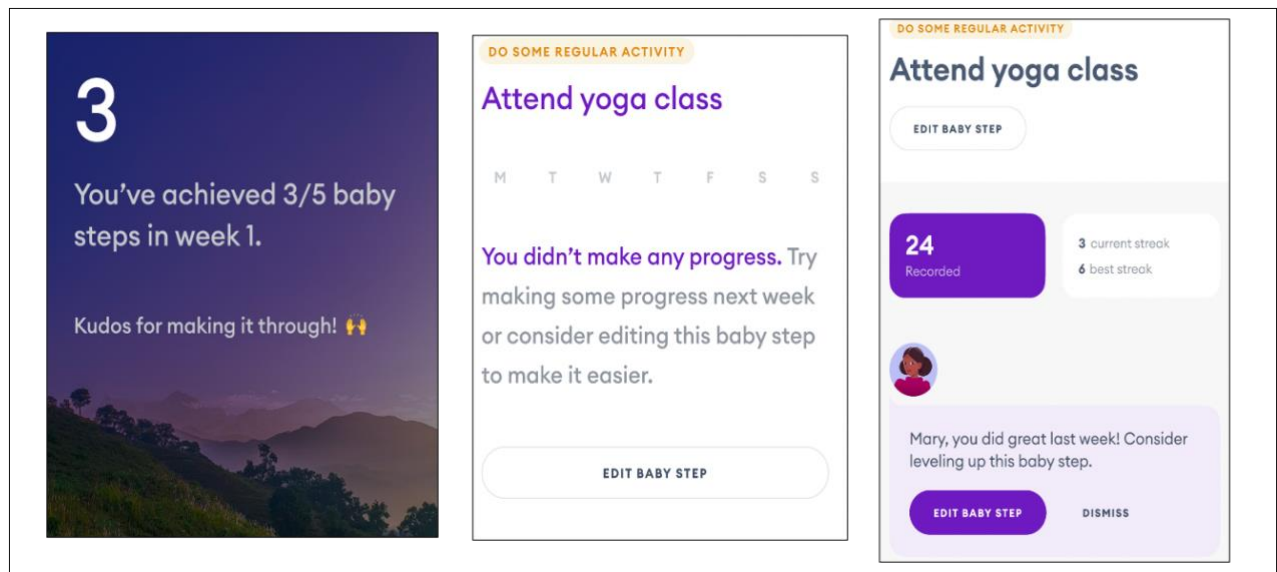 3
You’ve achieved 3/5 baby
steps in week 1.
Kudos for making it through! 🙌
DO SOME REGULAR ACTIVITY
Attend yoga class
M T W T F S S
You didn’t make any progress. Try
making some progress next week
or consider editing this baby step
to make it easier.
EDIT BABY STEP
DO SOME REGULAR ACTIVITY
Attend yoga class
EDIT BABY STEP
24
Recorded
3 current streak
6 best streak
Mary, you did great last week! Consider
leveling up this baby step.
EDIT BABY STEP
DISMISS